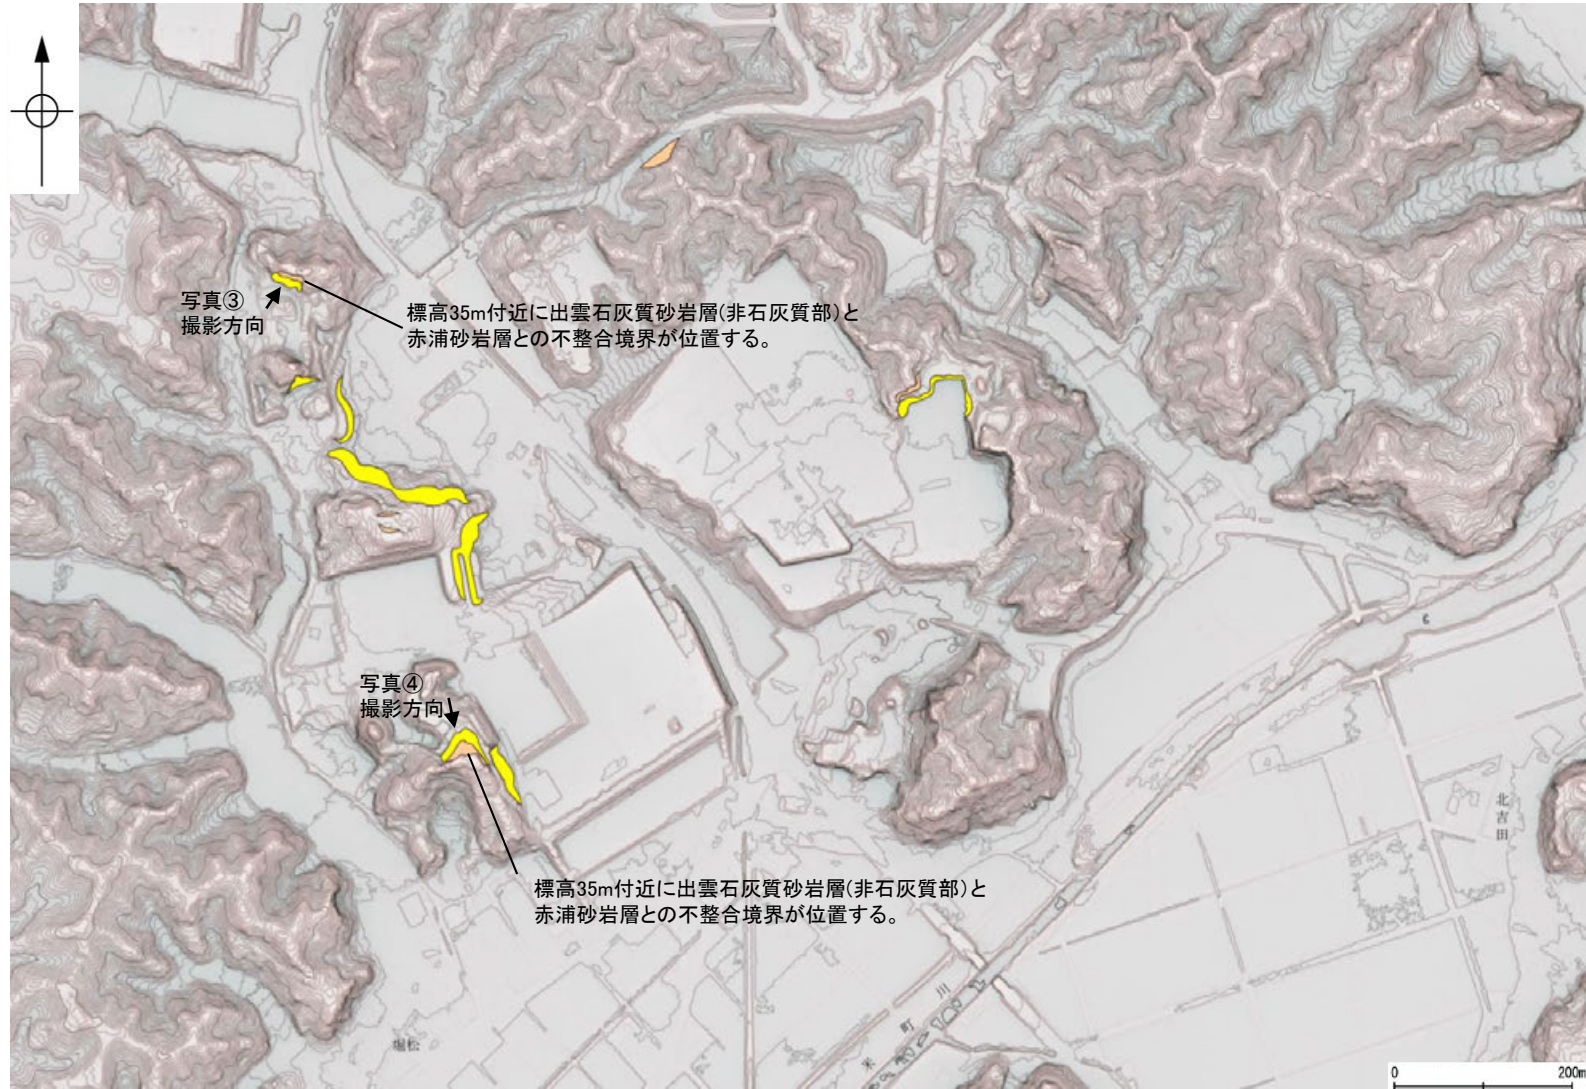 写真③
撮影方向
標高35m付近に出雲石灰質砂岩層(非石灰質部)と
赤浦砂岩層との不整合境界が位置する。
写真④
撮影方向
北吉田
標高35m付近に出雲石灰質砂岩層(非石灰質部)と
赤浦砂岩層との不整合境界が位置する。
米町川
堀松
0 200m